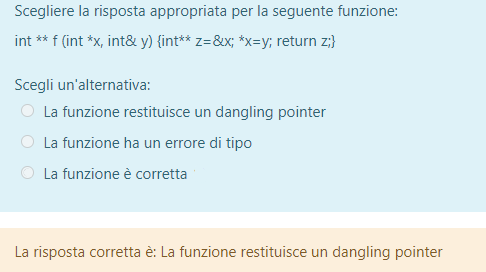 Scegliere la risposta appropriata per la seguente funzione:
int ** f (int *x, int& y) {int** z=&x; *x=y; return z;}
Scegli un'alternativa:
La funzione restituisce un dangling pointer
La funzione ha un errore di tipo
La funzione è corretta
La risposta corretta è: La funzione restituisce un dangling pointer